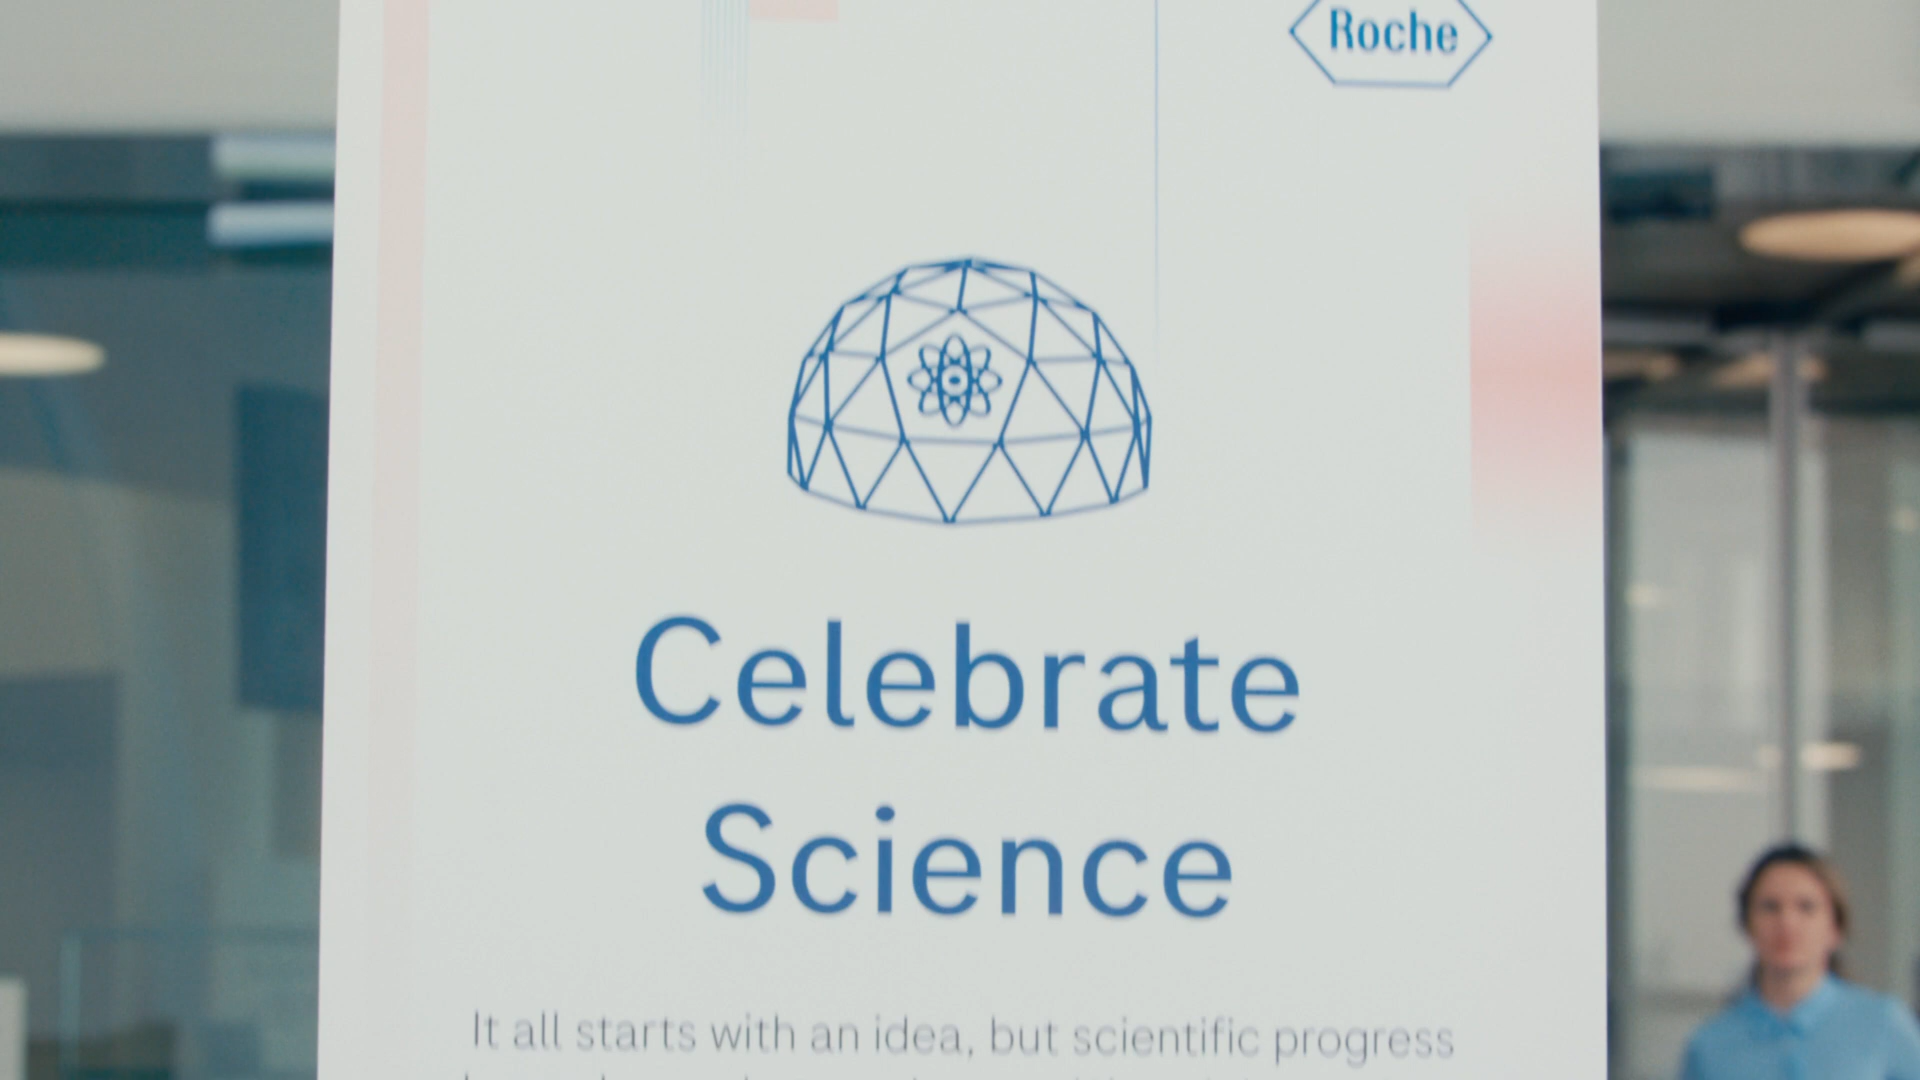 Roche
Celebrate
Science
It all starts with an idea, but scientific progress